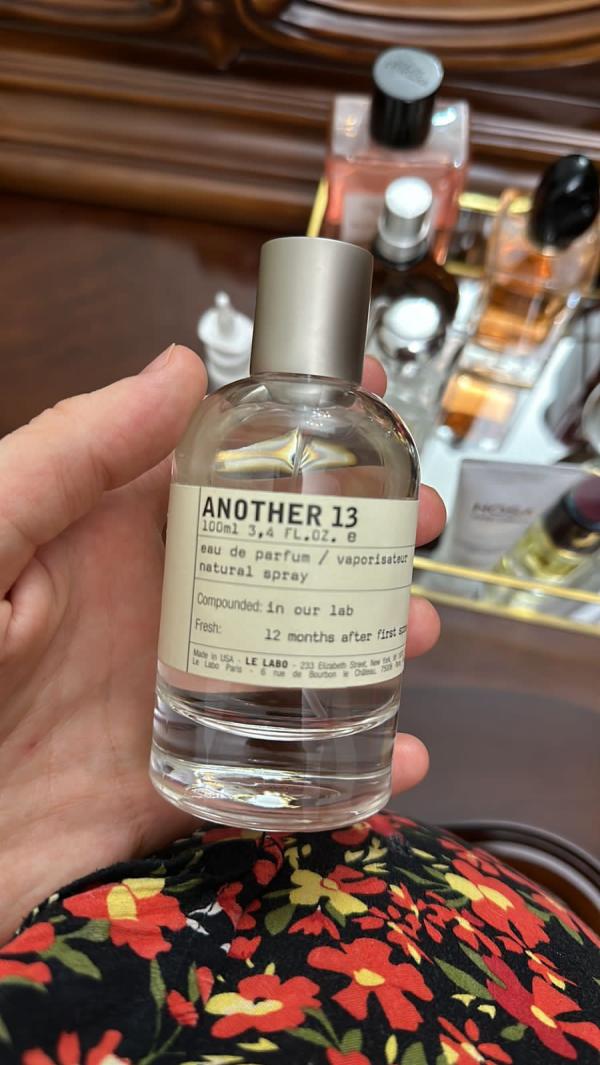 ANOTHER 13
100ml 3,4 FL.OZ. e
eau de parfum / vaporisateur
natural spray
Compounded: in our lab
Fresh: 12 months after first
Made in USA - LE LABO - 233 Elizabeth Street, New York,
Le Labo Paris - 6 rue de Bourbon le Château,